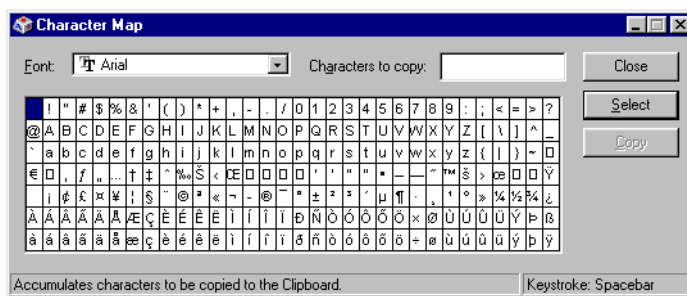 Character Map
Font: Arial Characters to copy: Close
! " # $ % & ' ( ) * + , - . / 0 1 2 3 4 5 6 7 8 9 : ; < = > ? Select
@ A B C D E F G H I J K L M N O P Q R S T U V W X Y Z [ \ ] ^ _
` a b c d e f g h i j k l m n o p q r s t u v w x y z { | } ~ □ Copy
€ □ ‚ ƒ „ … † ‡ ˆ ‰ Š ‹ Œ □ □ □ □ ' ' " " • – — ˜ ™ š › œ □ □ Ÿ
¡ ¢ £ ¤ ¥ ¦ § ¨ © ª « ¬ - ® ¯ ° ± ² ³ ´ µ ¶ · ¸ ¹ º » ¼ ½ ¾ ¿
À Á Â Ã Ä Å Æ Ç È É Ê Ë Ì Í Î Ï Ð Ñ Ò Ó Ô Õ Ö × Ø Ù Ú Û Ü Ý Þ ß
à á â ã ä å æ ç è é ê ë ì í î ï ð ñ ò ó ô õ ö ÷ ø ù ú û ü ý þ ÿ
Accumulates characters to be copied to the Clipboard. Keystroke: Spacebar